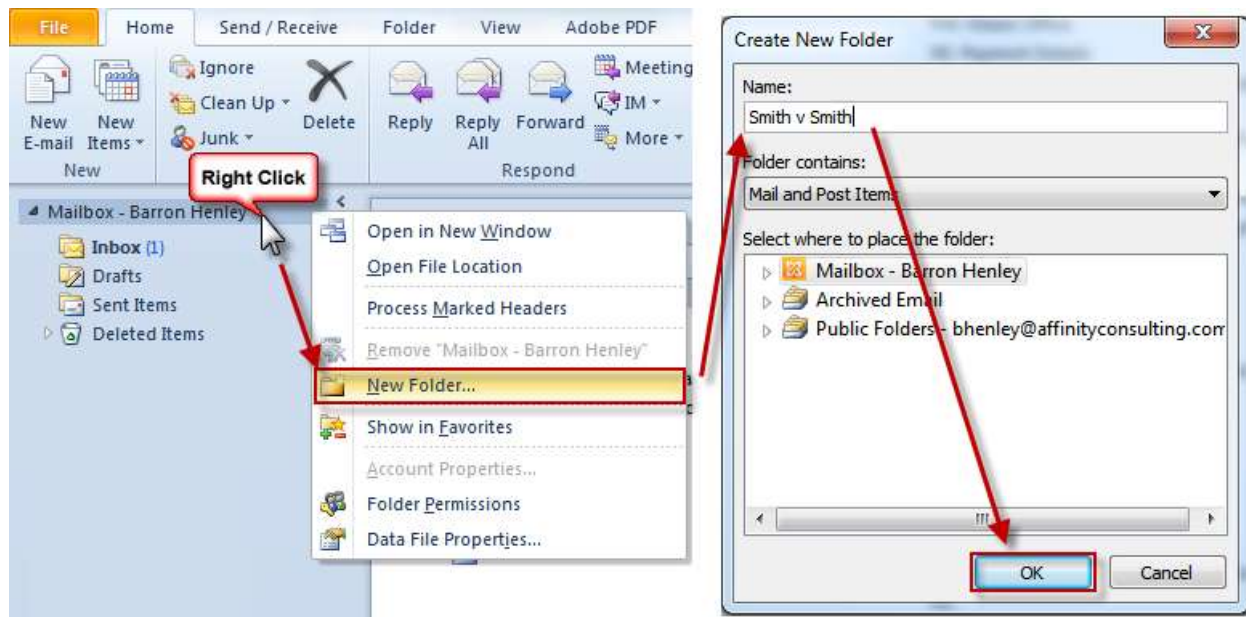 File Home Send / Receive Folder View Adobe PDF
New E-mail
New Items
Ignore
Clean Up
Junk
Delete
Reply
Reply All
Forward
Meeting
IM
More
New
Respond
Right Click
Mailbox - Barron Henley
Inbox (1)
Drafts
Sent Items
Deleted Items
Open in New Window
Open File Location
Process Marked Headers
Remove "Mailbox - Barron Henley"
New Folder...
Show in Favorites
Account Properties...
Folder Permissions
Data File Properties...
Create New Folder
Name:
Smith v Smith
Folder contains:
Mail and Post Items
Select where to place the folder:
Mailbox - Barron Henley
Archived Email
Public Folders - bhenley@affinityconsulting.com
OK Cancel